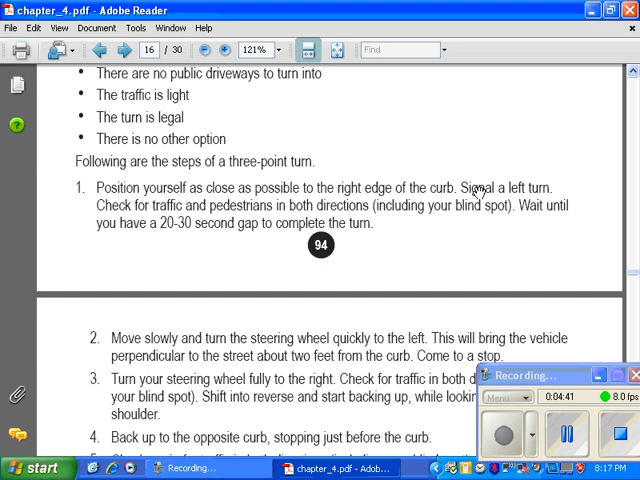 chapter_4.pdf - Adobe Reader
File Edit View Document Tools Window Help
16 / 30 121% Find
• There are no public driveways to turn into
• The traffic is light
• The turn is legal
• There is no other option
Following are the steps of a three-point turn.
1. Position yourself as close as possible to the right edge of the curb. Signal a left turn.
Check for traffic and pedestrians in both directions (including your blind spot). Wait until
you have a 20-30 second gap to complete the turn.
94
2. Move slowly and turn the steering wheel quickly to the left. This will bring the vehicle
perpendicular to the street about two feet from the curb. Come to a stop.
3. Turn your steering wheel fully to the right. Check for traffic in both d
your blind spot). Shift into reverse and start backing up, while lookin
shoulder.
4. Back up to the opposite curb, stopping just before the curb.
Recording...
Menu 0:04:41 8.0 fps
start Recording... chapter_4.pdf - Adob... 8:17 PM